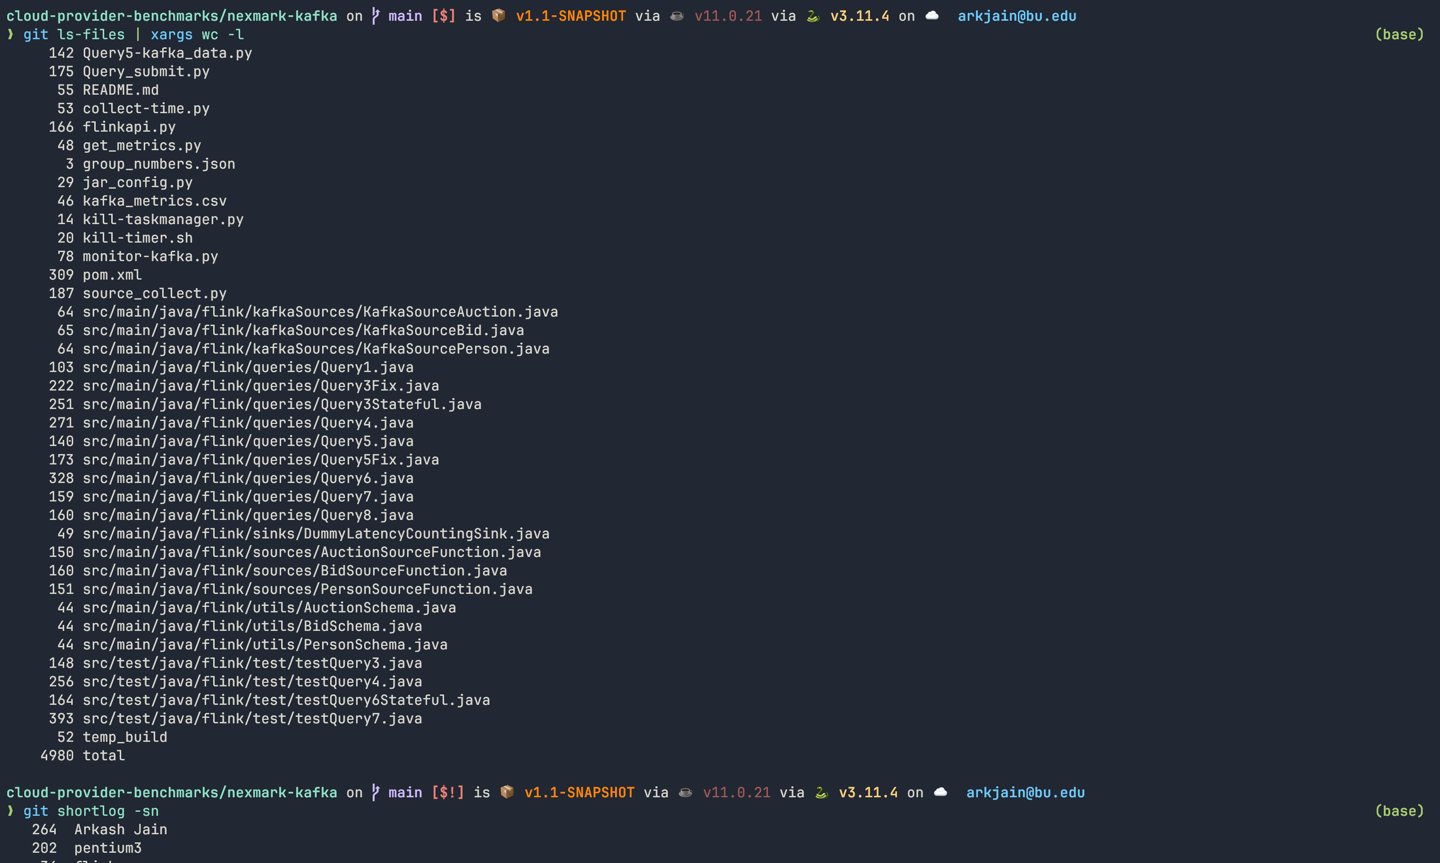 cloud-provider-benchmarks/nexmark-kafka on main [$] is 📦 v1.1-SNAPSHOT via ☕ v11.0.21 via 🐍 v3.11.4 on ☁️ arkjain@bu.edu
❯ git ls-files | xargs wc -l (base)
142 Query5-kafka_data.py
175 Query_submit.py
55 README.md
53 collect-time.py
166 flinkapi.py
48 get_metrics.py
3 group_numbers.json
29 jar_config.py
46 kafka_metrics.csv
14 kill-taskmanager.py
20 kill-timer.sh
78 monitor-kafka.py
309 pom.xml
187 source_collect.py
64 src/main/java/flink/kafkaSources/KafkaSourceAuction.java
65 src/main/java/flink/kafkaSources/KafkaSourceBid.java
64 src/main/java/flink/kafkaSources/KafkaSourcePerson.java
103 src/main/java/flink/queries/Query1.java
222 src/main/java/flink/queries/Query3Fix.java
251 src/main/java/flink/queries/Query3Stateful.java
271 src/main/java/flink/queries/Query4.java
140 src/main/java/flink/queries/Query5.java
173 src/main/java/flink/queries/Query5Fix.java
328 src/main/java/flink/queries/Query6.java
159 src/main/java/flink/queries/Query7.java
160 src/main/java/flink/queries/Query8.java
49 src/main/java/flink/sinks/DummyLatencyCountingSink.java
150 src/main/java/flink/sources/AuctionSourceFunction.java
160 src/main/java/flink/sources/BidSourceFunction.java
151 src/main/java/flink/sources/PersonSourceFunction.java
44 src/main/java/flink/utils/AuctionSchema.java
44 src/main/java/flink/utils/BidSchema.java
44 src/main/java/flink/utils/PersonSchema.java
148 src/test/java/flink/test/testQuery3.java
256 src/test/java/flink/test/testQuery4.java
164 src/test/java/flink/test/testQuery6Stateful.java
393 src/test/java/flink/test/testQuery7.java
52 temp_build
4980 total
cloud-provider-benchmarks/nexmark-kafka on main [$!] is 📦 v1.1-SNAPSHOT via ☕ v11.0.21 via 🐍 v3.11.4 on ☁️ arkjain@bu.edu
❯ git shortlog -sn (base)
264 Arkash Jain
202 pentium3